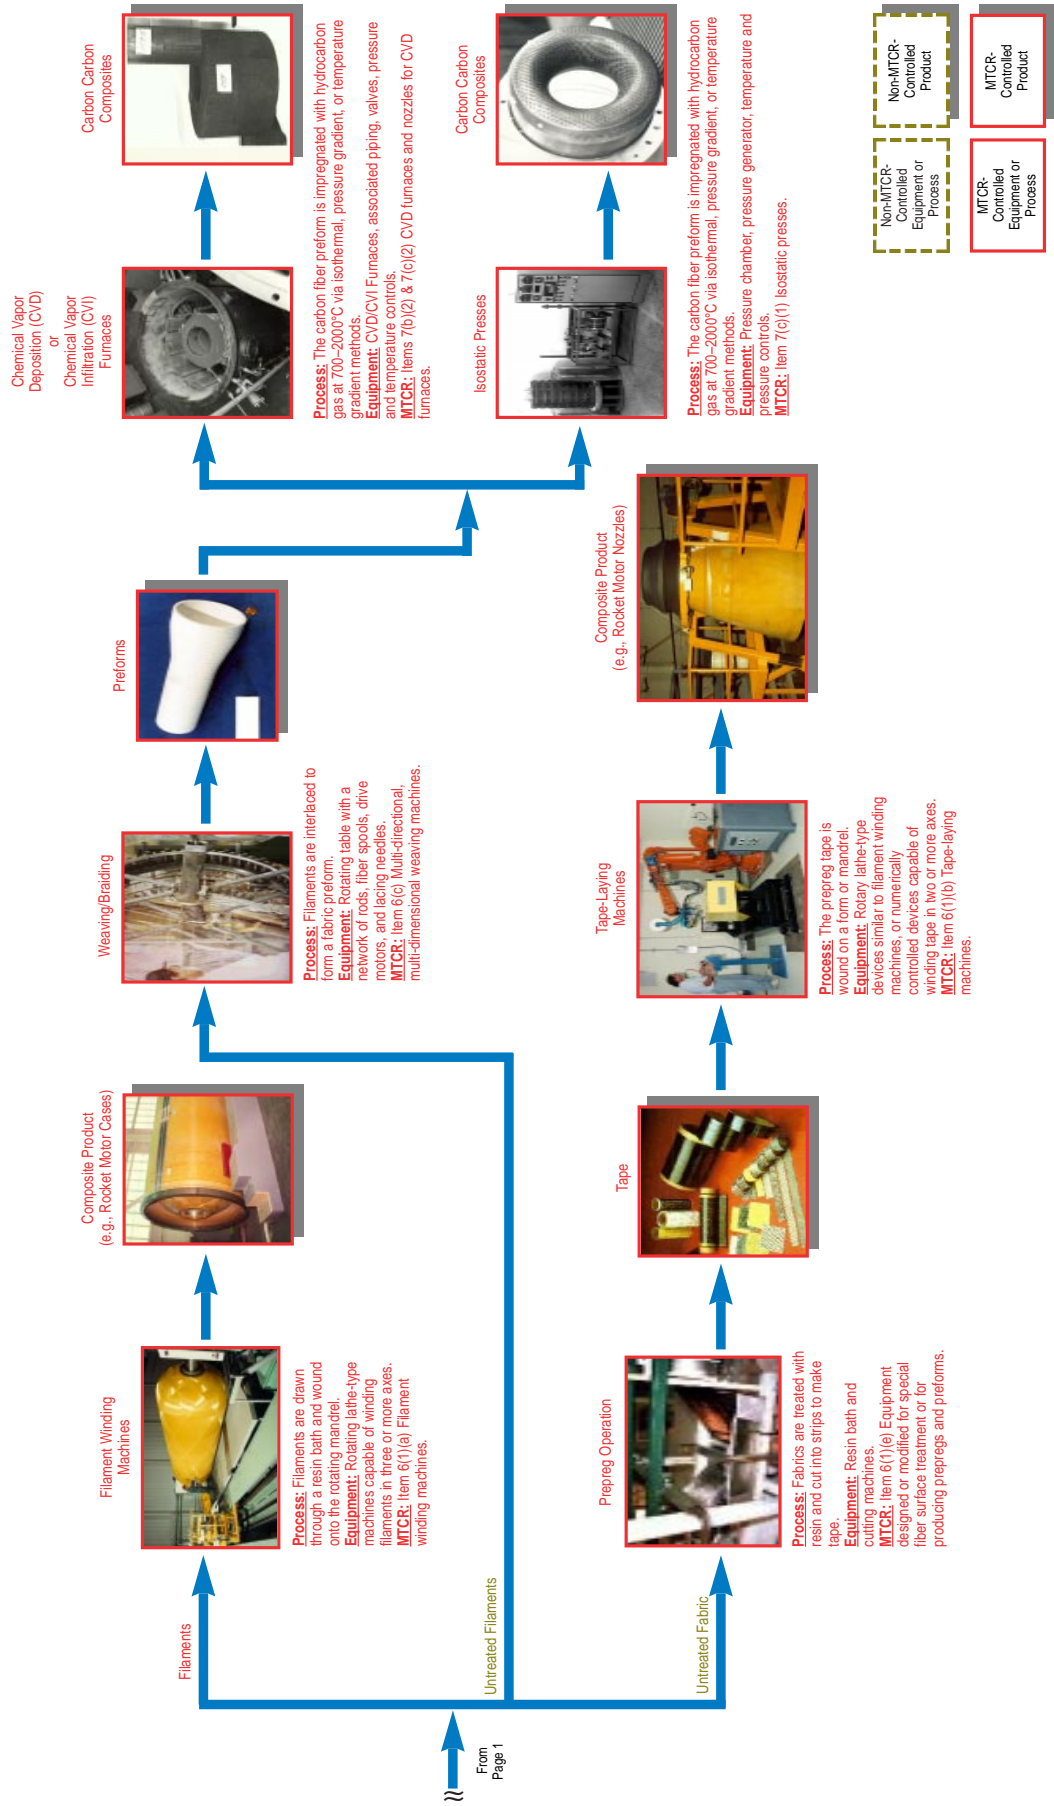 From
Page 1
Filaments
Untreated Filaments
Untreated Fabric
Filament Winding
Machines
Process: Filaments are drawn
through a resin bath and wound
onto the rotating mandrel.
Equipment: Rotating lathe-type
machines capable of winding
filaments in three or more axes.
MTCR: Item 6(1)(a) Filament
winding machines.
Composite Product
(e.g., Rocket Motor Cases)
Weaving/Braiding
Process: Filaments are interlaced to
form a fabric preform.
Equipment: Rotating table with a
network of rods, fiber spools, drive
motors, and lacing needles.
MTCR: Item 6(c) Multi-directional,
multi-dimensional weaving machines.
Preforms
Chemical Vapor
Deposition (CVD)
or
Chemical Vapor
Infiltration (CVI)
Furnaces
Process: The carbon fiber preform is impregnated with hydrocarbon
gas at 700–2000°C via isothermal, pressure gradient, or temperature
gradient methods.
Equipment: CVD/CVI Furnaces, associated piping, valves, pressure
and temperature controls.
MTCR: Items 7(b)(2) & 7(c)(2) CVD furnaces and nozzles for CVD
furnaces.
Carbon Carbon
Composites
Isostatic Presses
Process: The carbon fiber preform is impregnated with hydrocarbon
gas at 700–2000°C via isothermal, pressure gradient, or temperature
gradient methods.
Equipment: Pressure chamber, pressure generator, temperature and
pressure controls.
MTCR: Item 7(c)(1) Isostatic presses.
Carbon Carbon
Composites
Prepreg Operation
Process: Fabrics are treated with
resin and cut into strips to make
tape.
Equipment: Resin bath and
cutting machines.
MTCR: Item 6(1)(e) Equipment
designed or modified for special
fiber surface treatment or for
producing prepregs and preforms.
Tape
Tape-Laying
Machines
Process: The prepreg tape is
wound on a form or mandrel.
Equipment: Rotary lathe-type
devices similar to filament winding
machines, or numerically
controlled devices capable of
winding tape in two or more axes.
MTCR: Item 6(1)(b) Tape-laying
machines.
Composite Product
(e.g., Rocket Motor Nozzles)
Non-MTCR-
Controlled
Equipment or
Process
Non-MTCR-
Controlled
Product
MTCR-
Controlled
Equipment or
Process
MTCR-
Controlled
Product